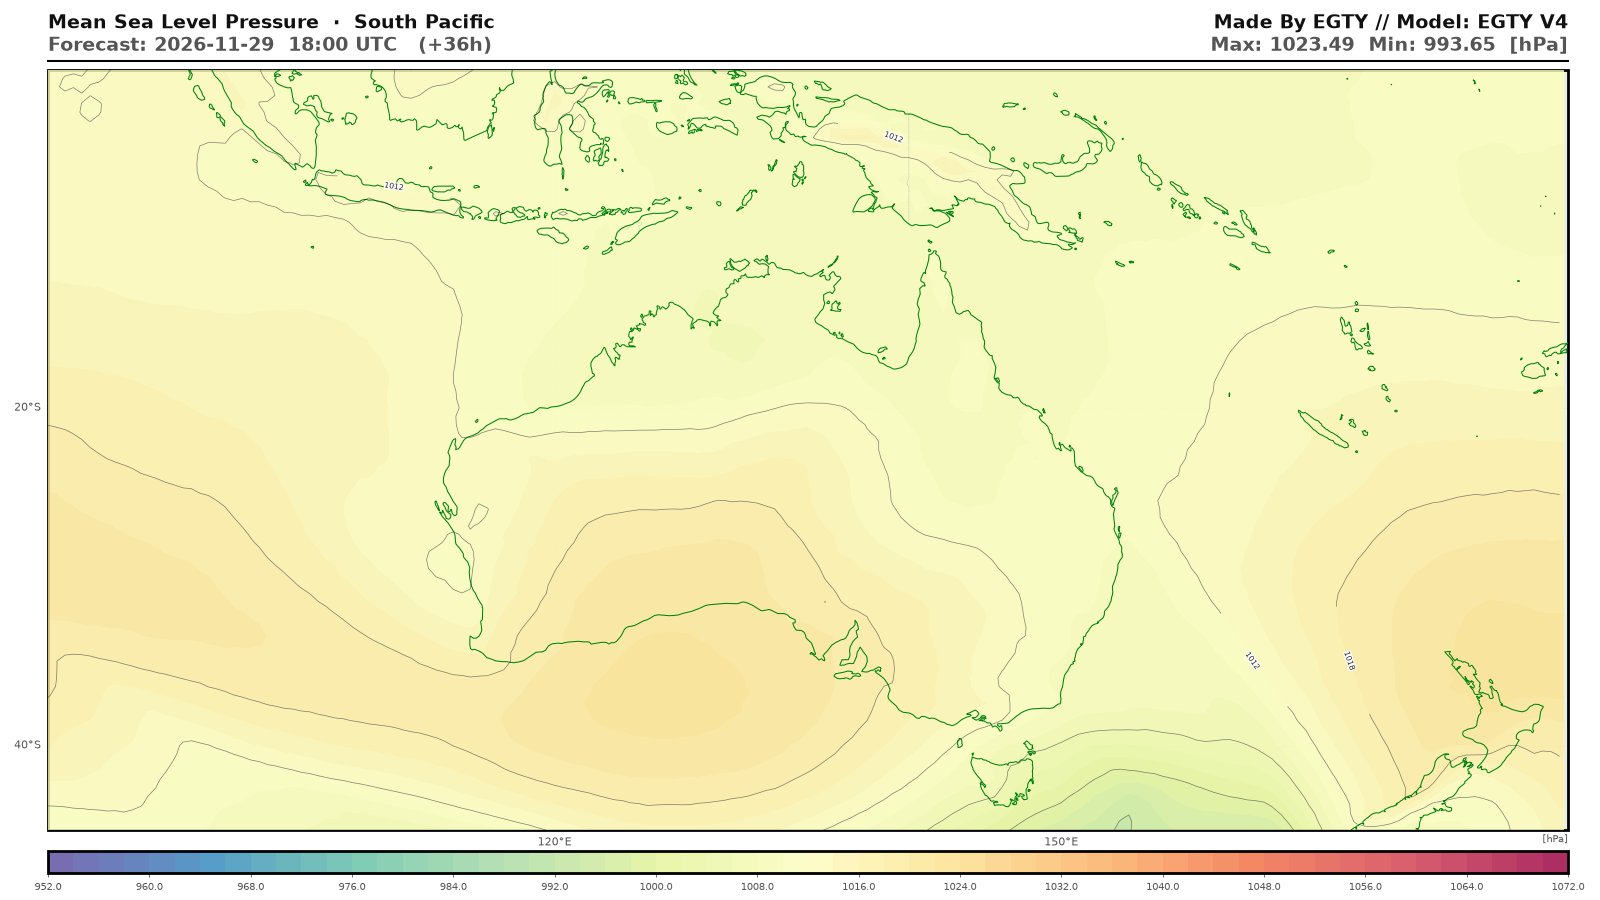 Mean Sea Level Pressure · South Pacific
Made By EGTY // Model: EGTY V4
Forecast: 2026-11-29 18:00 UTC (+36h)
Max: 1023.49 Min: 993.65 [hPa]
1012
1012
20°S
1012
1018
40°S
120°E
150°E
[hPa]
952.0 960.0 968.0 976.0 984.0 992.0 1000.0 1008.0 1016.0 1024.0 1032.0 1040.0 1048.0 1056.0 1064.0 1072.0